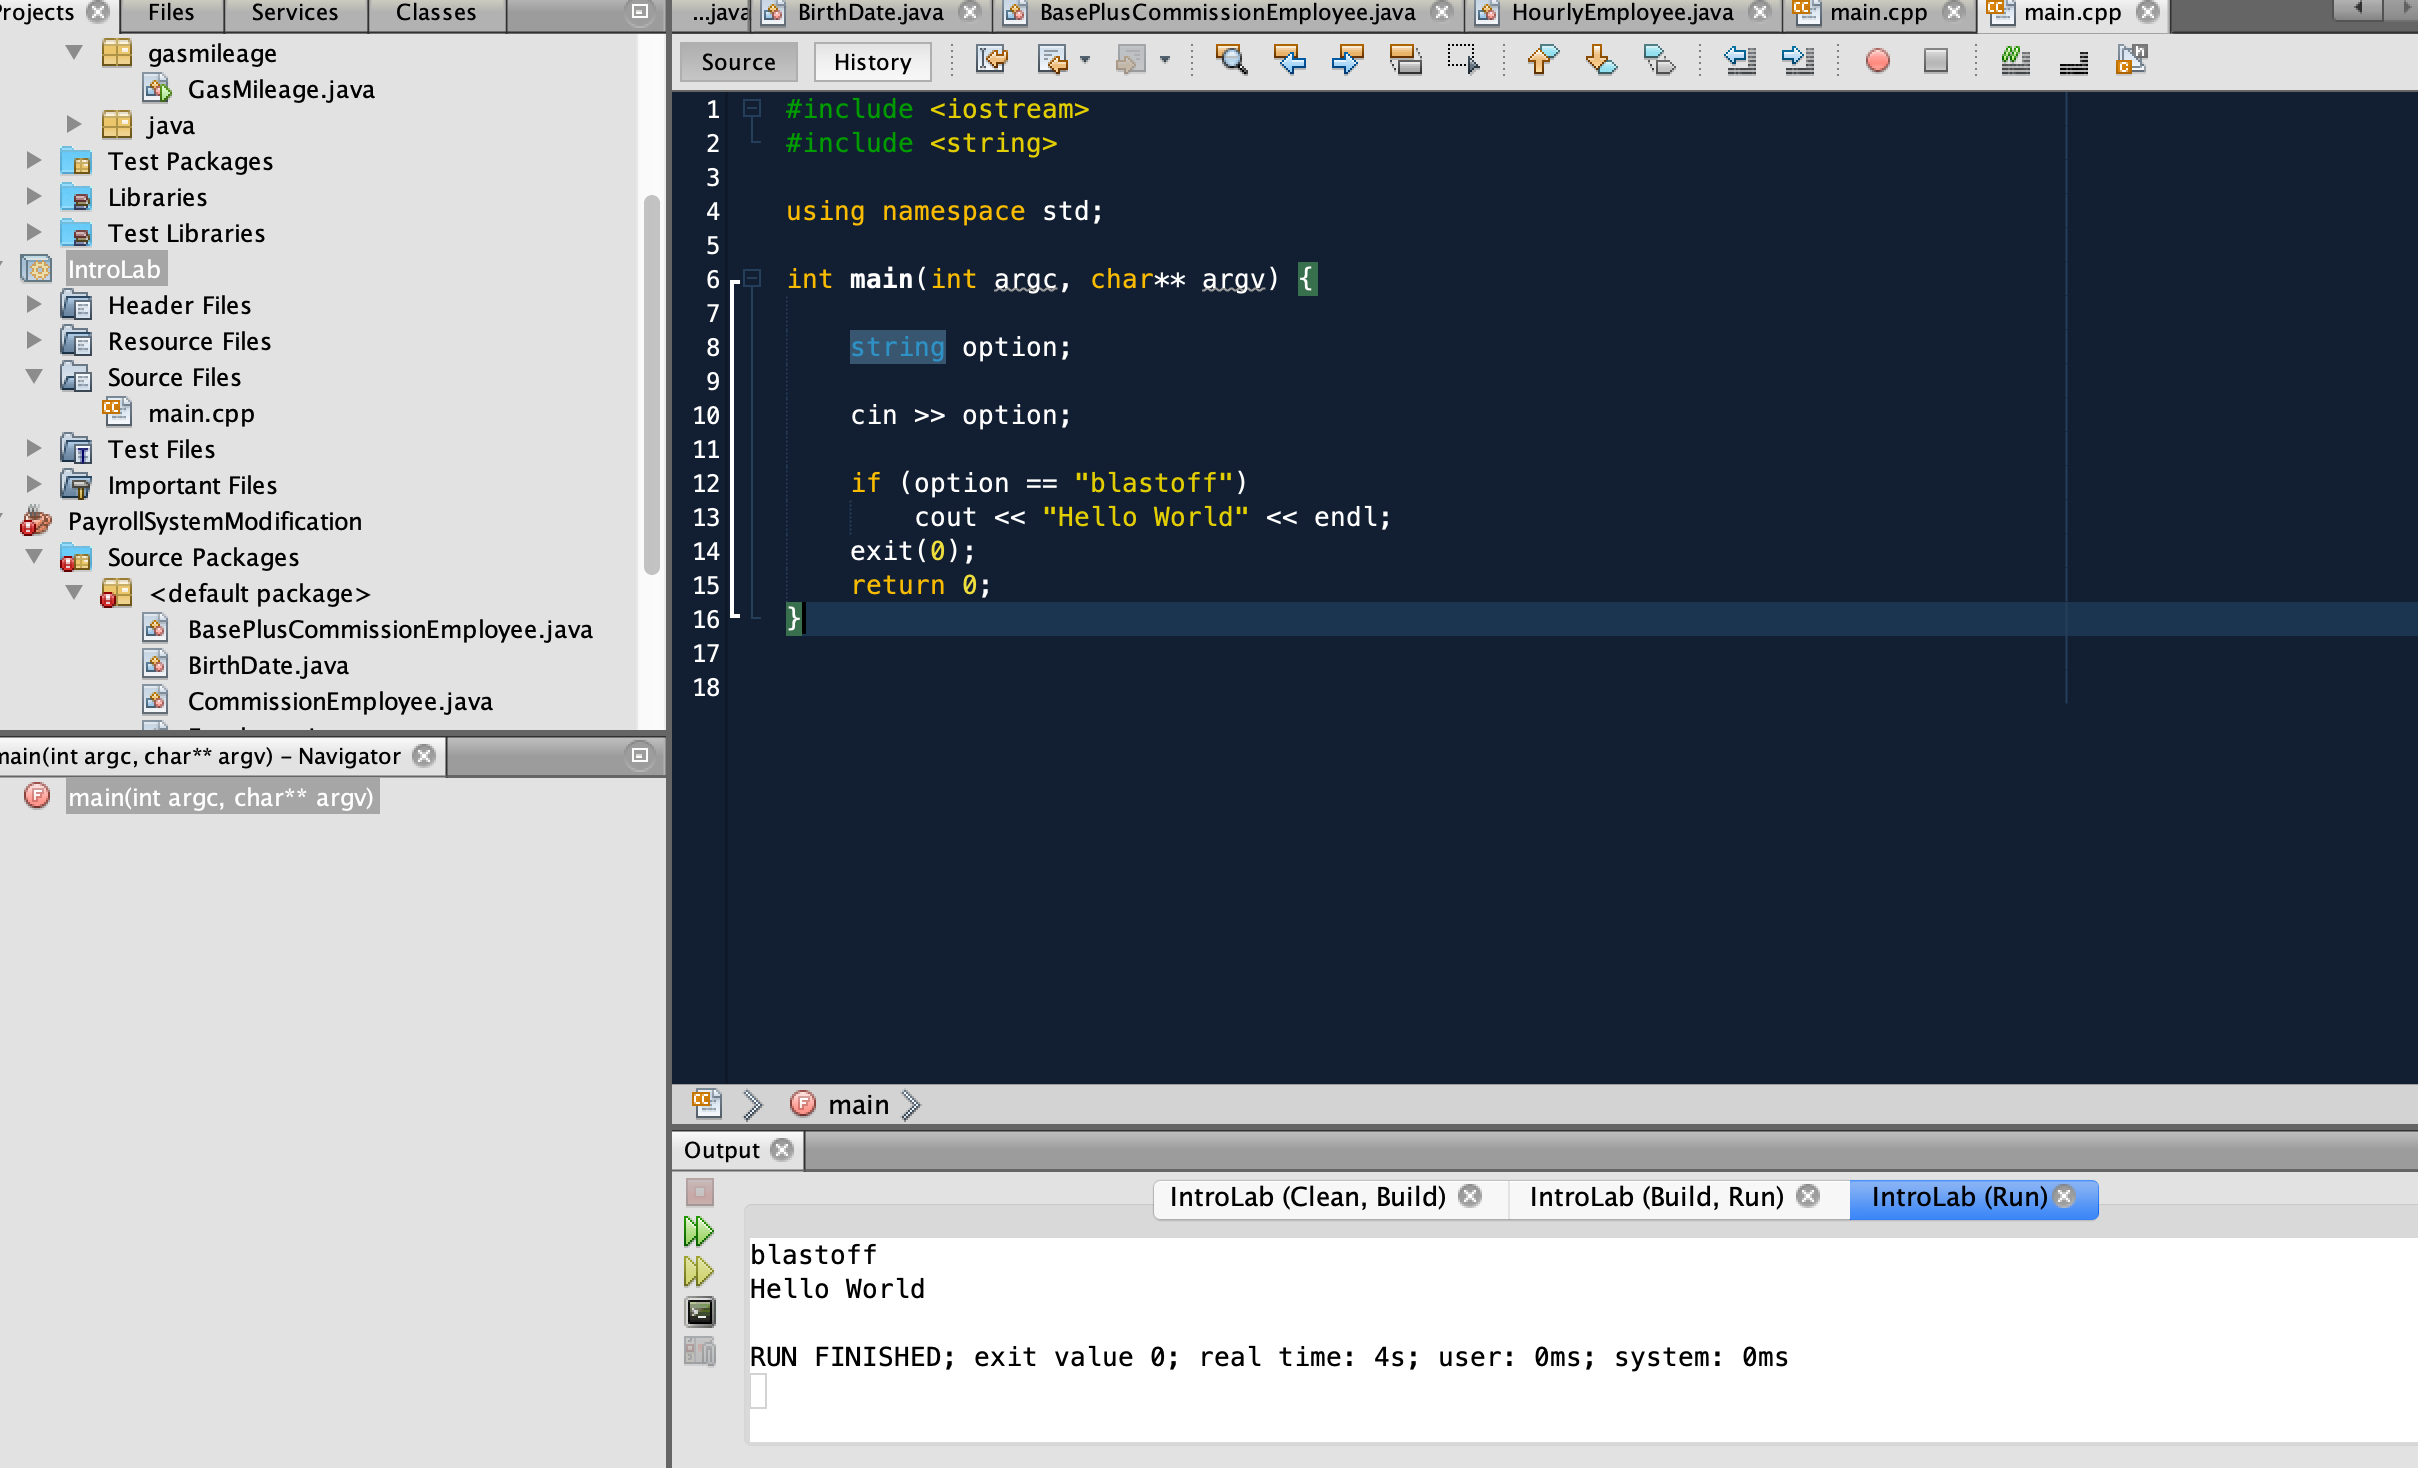 Projects Files Services Classes
gasmileage
GasMileage.java
java
Test Packages
Libraries
Test Libraries
IntroLab
Header Files
Resource Files
Source Files
main.cpp
Test Files
Important Files
PayrollSystemModification
Source Packages
<default package>
BasePlusCommissionEmployee.java
BirthDate.java
CommissionEmployee.java
main(int argc, char** argv) – Navigator
main(int argc, char** argv)
...java BirthDate.java BasePlusCommissionEmployee.java HourlyEmployee.java main.cpp main.cpp
Source History
1 #include <iostream>
2 #include <string>
3
4 using namespace std;
5
6 int main(int argc, char** argv) {
7
8 string option;
9
10 cin >> option;
11
12 if (option == "blastoff")
13 cout << "Hello World" << endl;
14 exit(0);
15 return 0;
16 }
17
18
main
Output
IntroLab (Clean, Build) IntroLab (Build, Run) IntroLab (Run)
blastoff
Hello World
RUN FINISHED; exit value 0; real time: 4s; user: 0ms; system: 0ms